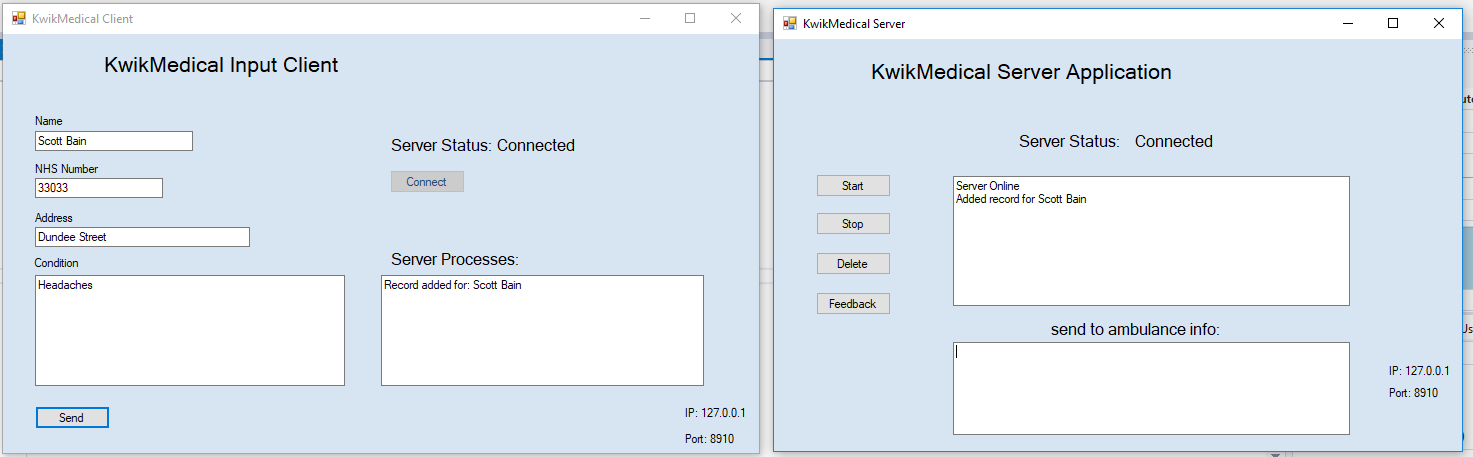 KwikMedical Client
KwikMedical Input Client
Name
Scott Bain
NHS Number
33033
Address
Dundee Street
Condition
Headaches
Send
Server Status: Connected
Connect
Server Processes:
Record added for: Scott Bain
IP: 127.0.0.1
Port: 8910
KwikMedical Server
KwikMedical Server Application
Server Status: Connected
Start
Stop
Delete
Feedback
Server Online
Added record for Scott Bain
send to ambulance info:
IP: 127.0.0.1
Port: 8910